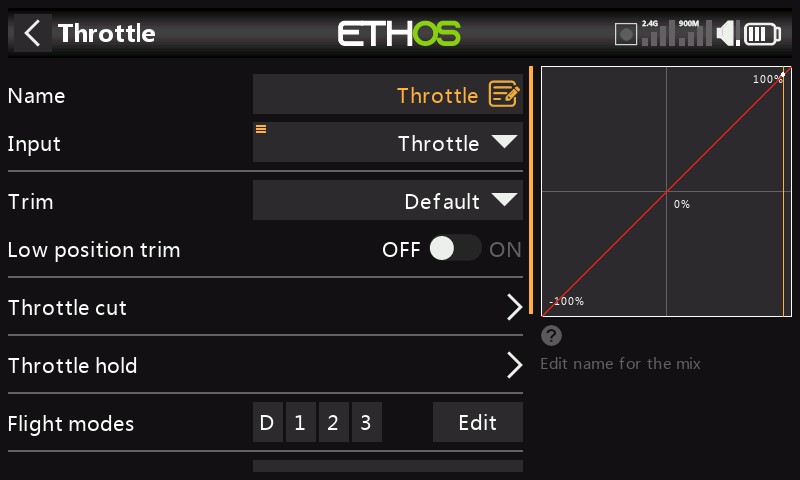 Throttle
ETHOS
2.4G
900M
Name
Throttle
Input
Throttle
Trim
Default
Low position trim
OFF
ON
Throttle cut
Throttle hold
Flight modes
D 1 2 3
Edit
100%
0%
-100%
?
Edit name for the mix